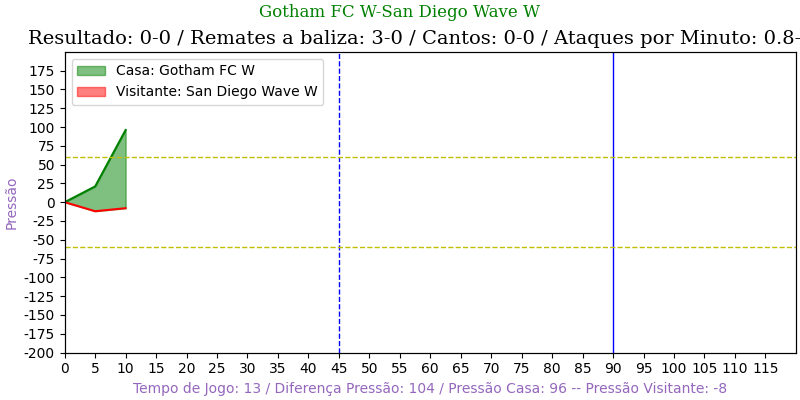 Gotham FC W-San Diego Wave W
Resultado: 0-0 / Remates a baliza: 3-0 / Cantos: 0-0 / Ataques por Minuto: 0.8-
Casa: Gotham FC W
Visitante: San Diego Wave W
Pressão
175
150
125
100
75
50
25
0
-25
-50
-75
-100
-125
-150
-175
-200
0 5 10 15 20 25 30 35 40 45 50 55 60 65 70 75 80 85 90 95 100 105 110 115
Tempo de Jogo: 13 / Diferença Pressão: 104 / Pressão Casa: 96 -- Pressão Visitante: -8